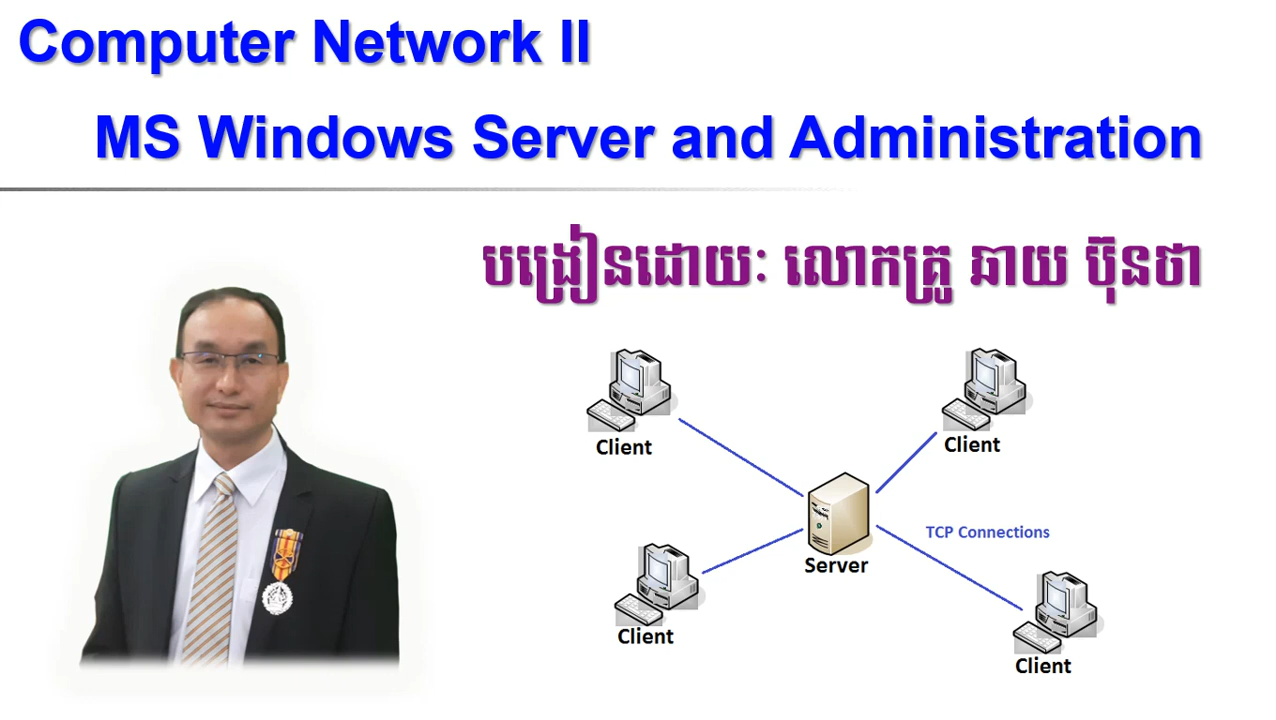 Computer Network II
MS Windows Server and Administration
បង្រៀនដោយៈ លោកគ្រូ ឆាយ ប៊ុនថា
Client
Client
TCP Connections
Server
Client
Client